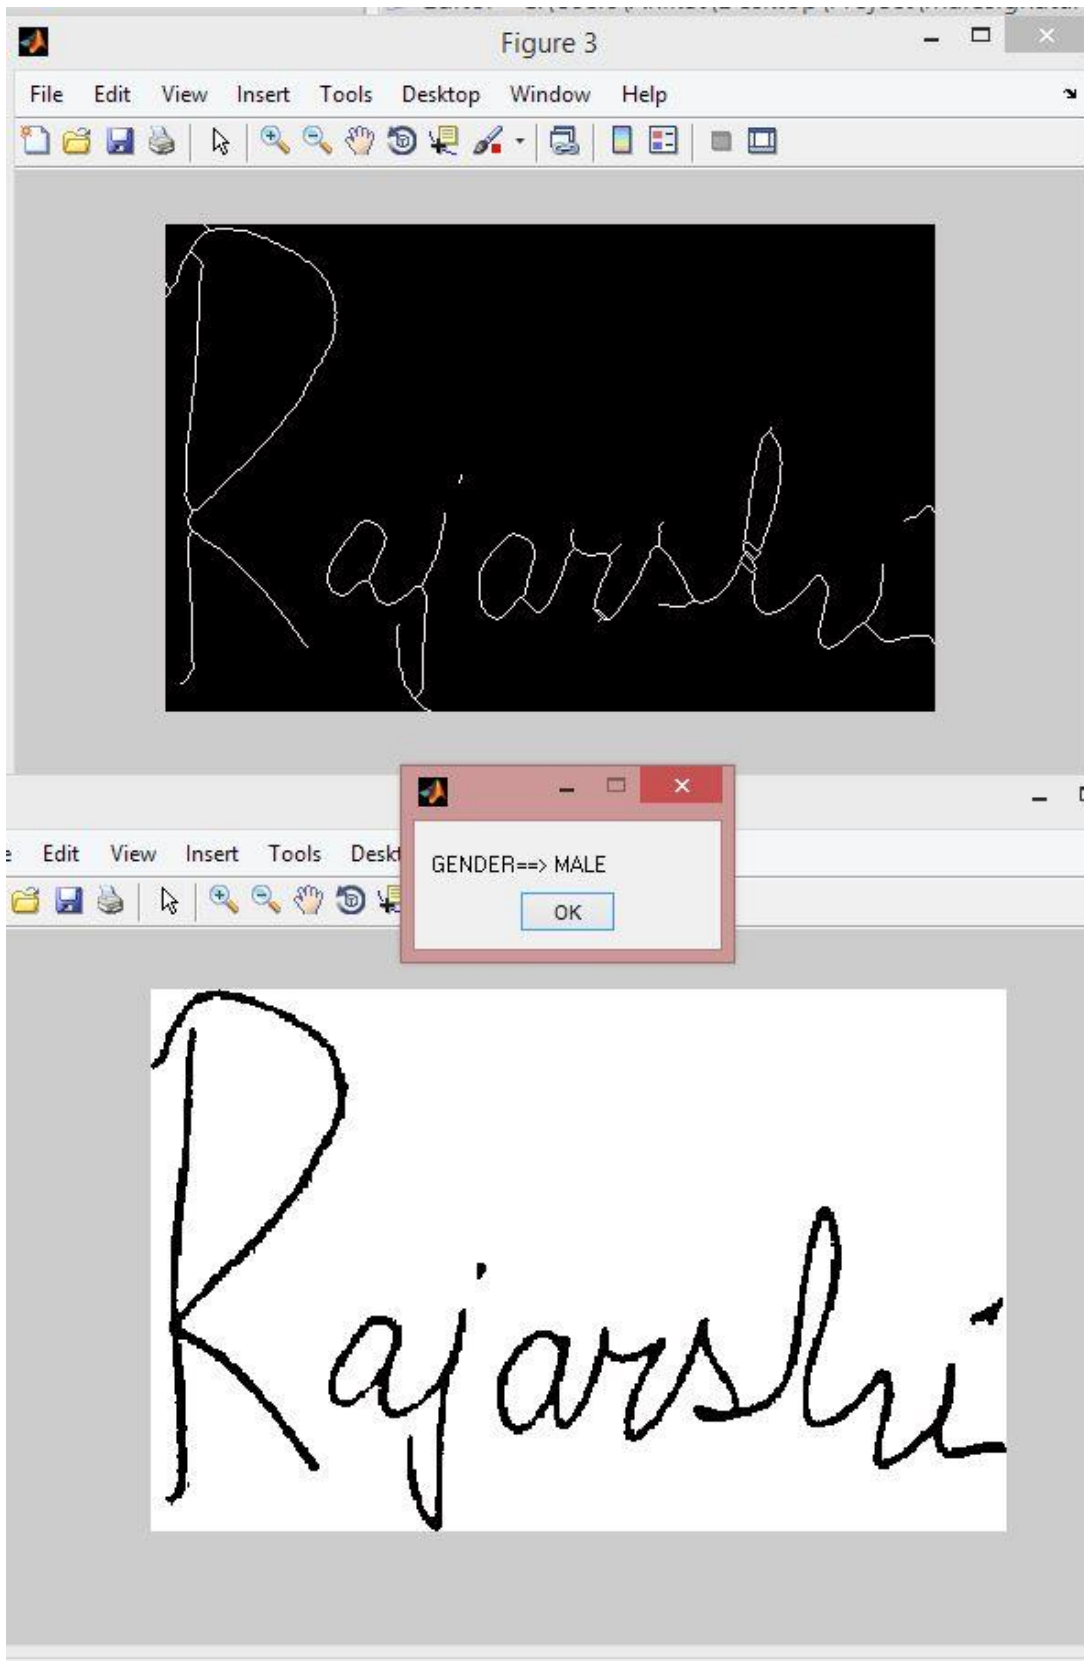 Figure 3
File Edit View Insert Tools Desktop Window Help
Rajarshi
Edit View Insert Tools
GENDER==> MALE
OK
Rajarshi